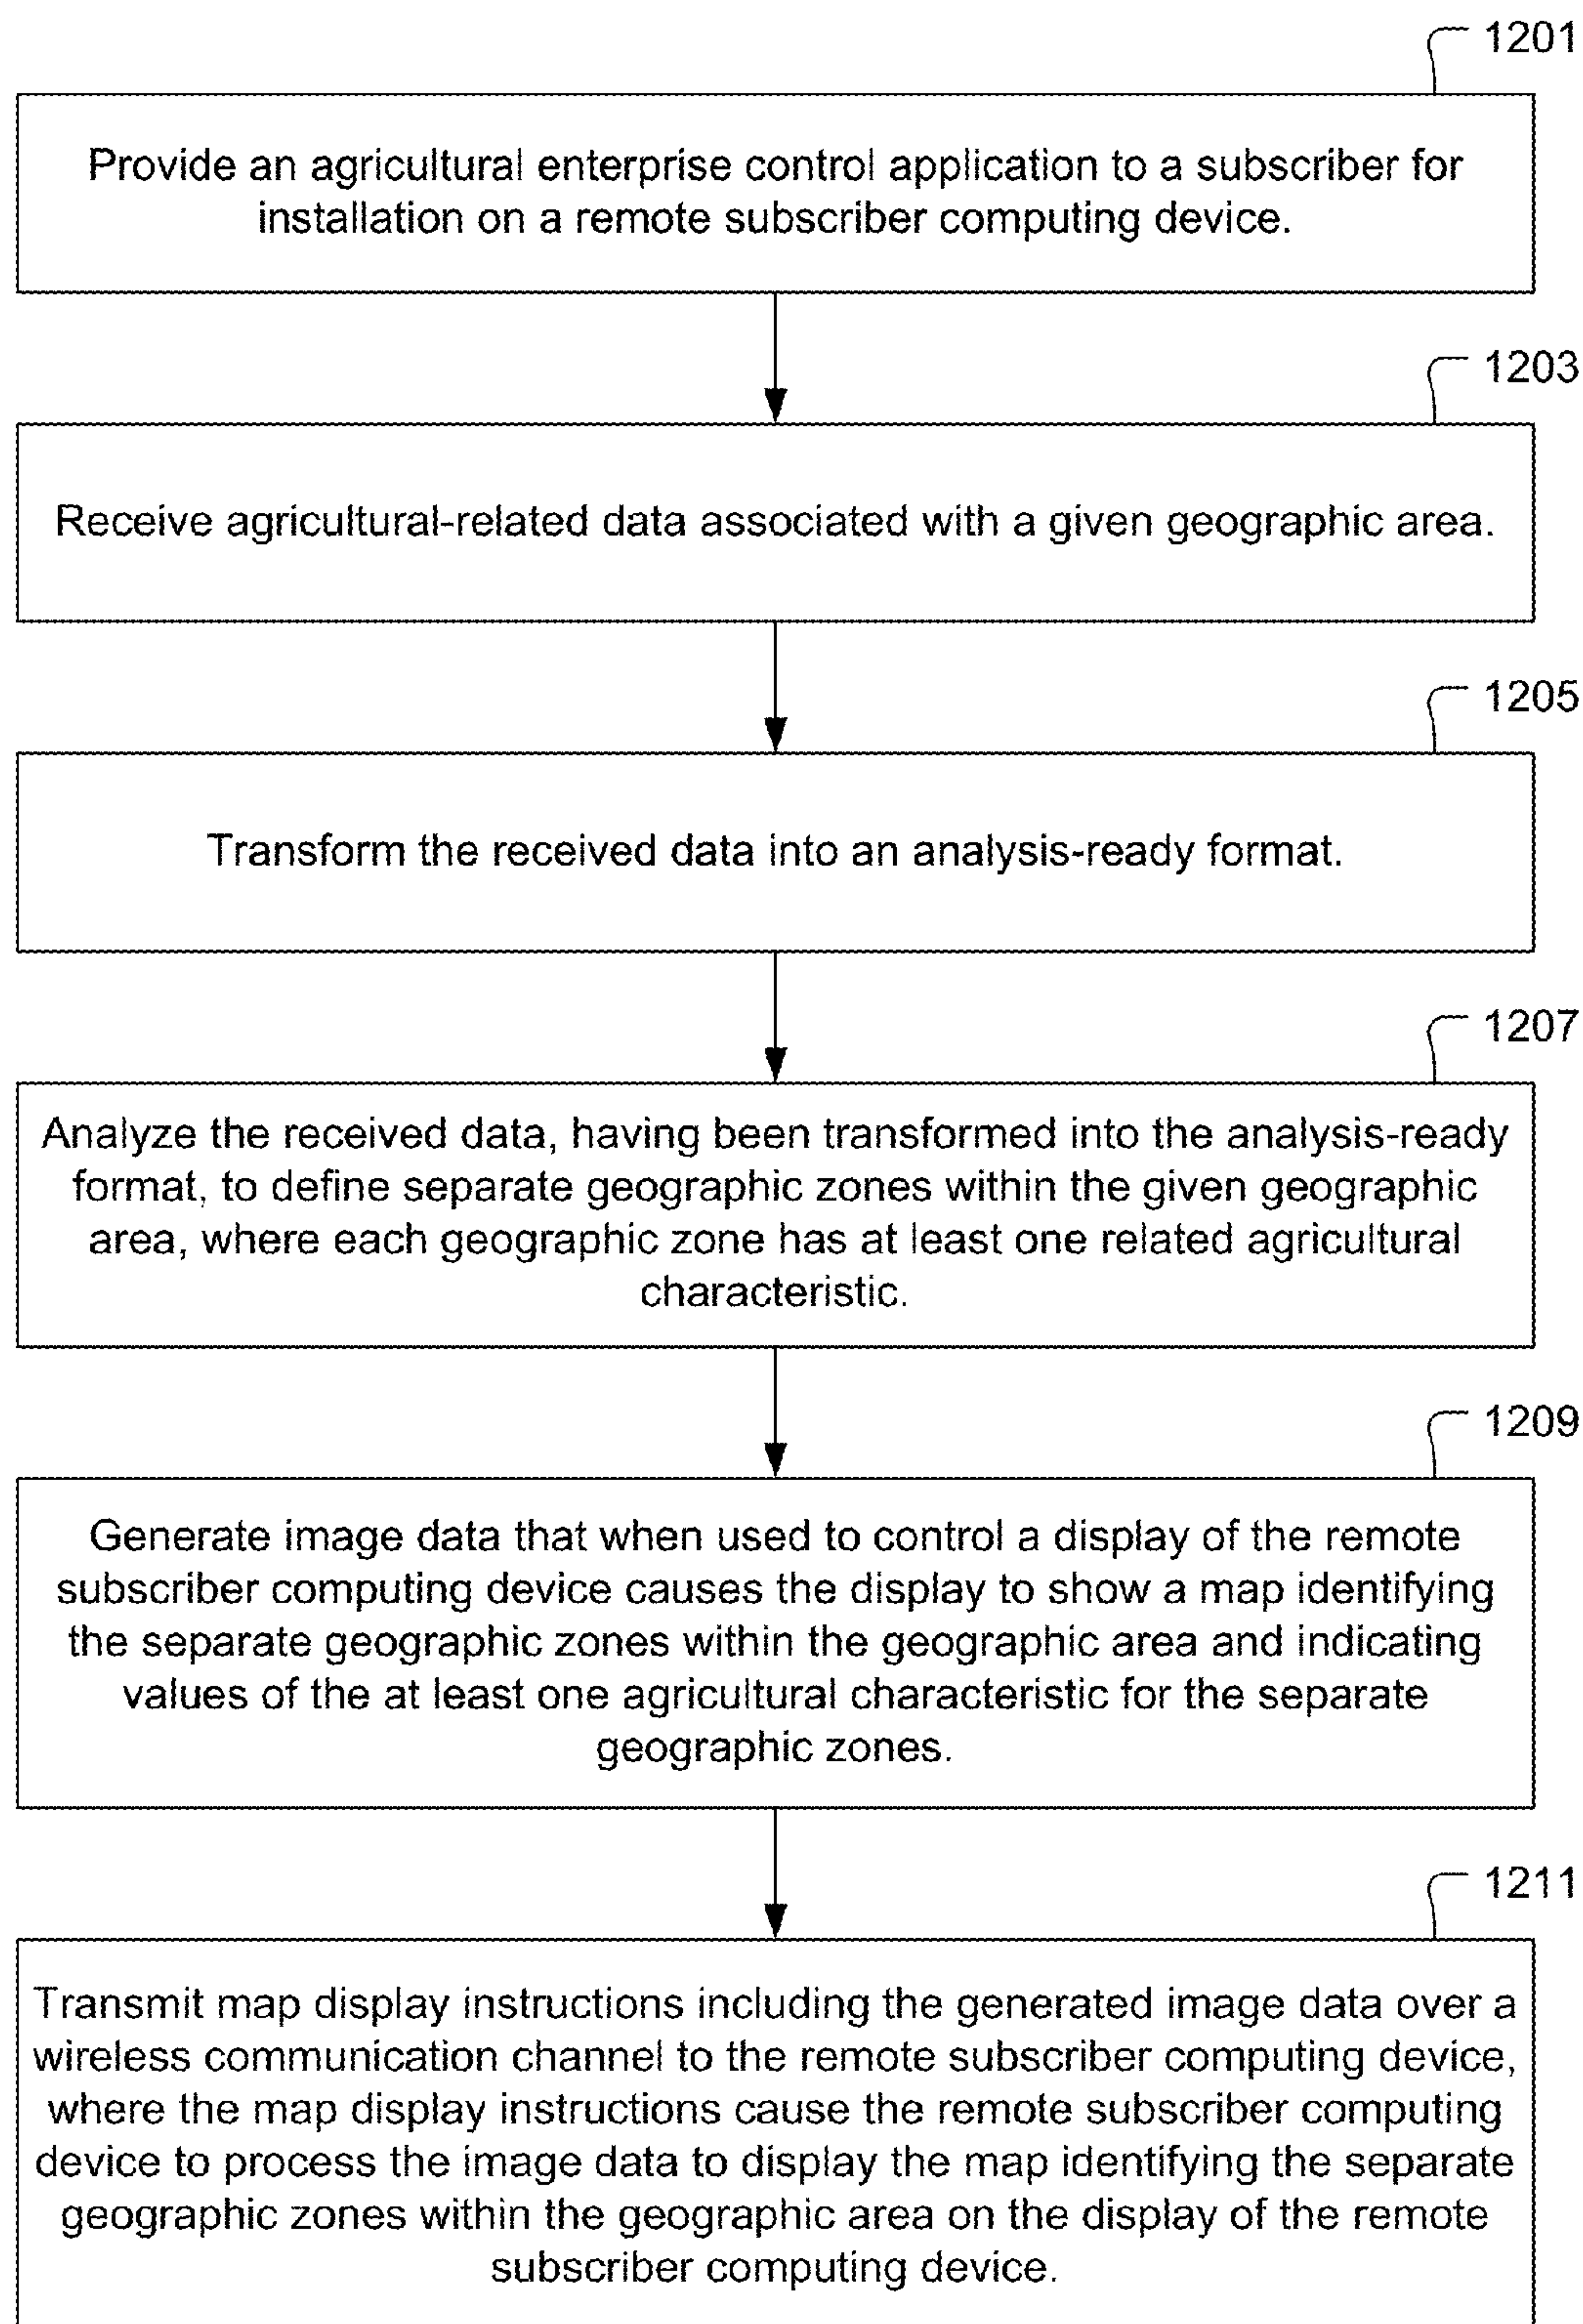 1201
Provide an agricultural enterprise control application to a subscriber for
installation on a remote subscriber computing device.
1203
Receive agricultural-related data associated with a given geographic area.
1205
Transform the received data into an analysis-ready format.
1207
Analyze the received data, having been transformed into the analysis-ready
format, to define separate geographic zones within the given geographic
area, where each geographic zone has at least one related agricultural
characteristic.
1209
Generate image data that when used to control a display of the remote
subscriber computing device causes the display to show a map identifying
the separate geographic zones within the geographic area and indicating
values of the at least one agricultural characteristic for the separate
geographic zones.
1211
Transmit map display instructions including the generated image data over a
wireless communication channel to the remote subscriber computing device,
where the map display instructions cause the remote subscriber computing
device to process the image data to display the map identifying the separate
geographic zones within the geographic area on the display of the remote
subscriber computing device.